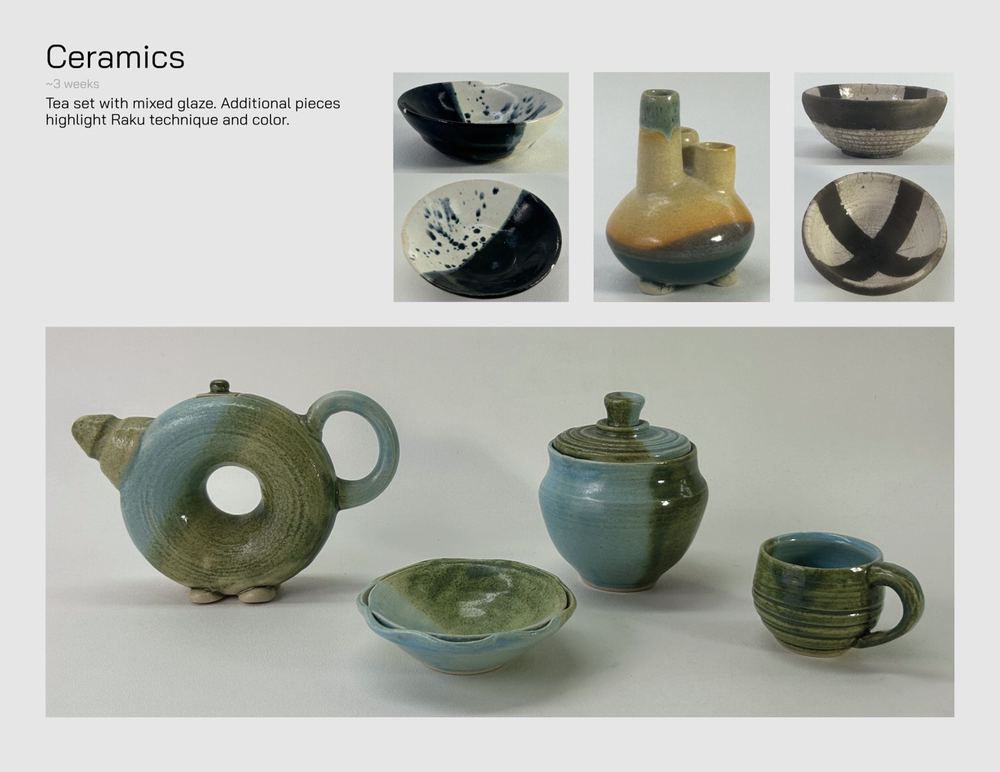 Ceramics
~3 weeks
Tea set with mixed glaze. Additional pieces
highlight Raku technique and color.